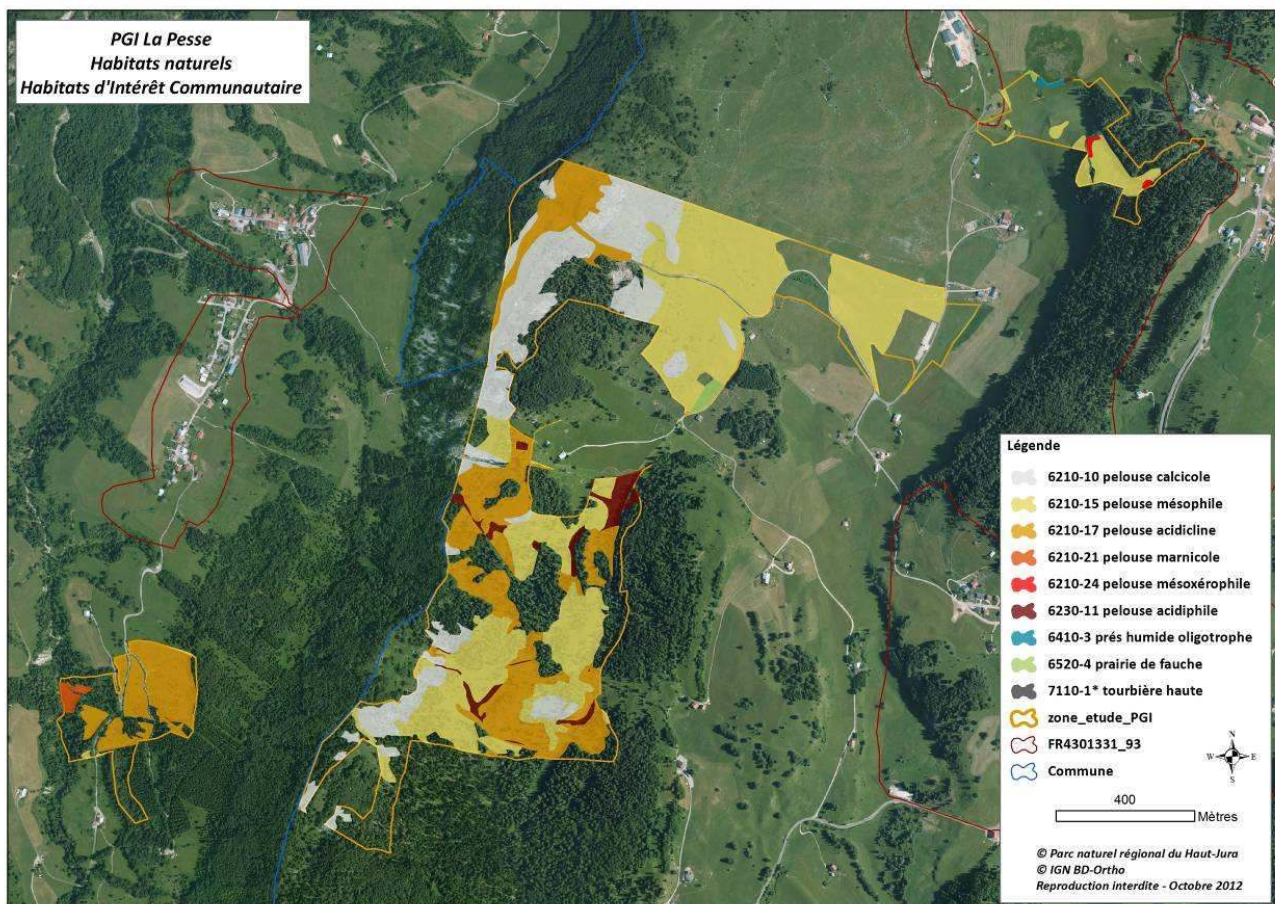 PGI La Pesse
Habitats naturels
Habitats d'Intérêt Communautaire
Légende
6210-10 pelouse calcicole
6210-15 pelouse mésophile
6210-17 pelouse acidicline
6210-21 pelouse marnicole
6210-24 pelouse mésoxérophile
6230-11 pelouse acidiphile
6410-3 prés humide oligotrophe
6520-4 prairie de fauche
7110-1* tourbière haute
zone_etude_PGI
FR4301331_93
Commune
N
W E
S
400
Mètres
© Parc naturel régional du Haut-Jura
© IGN BD-Ortho
Reproduction interdite - Octobre 2012